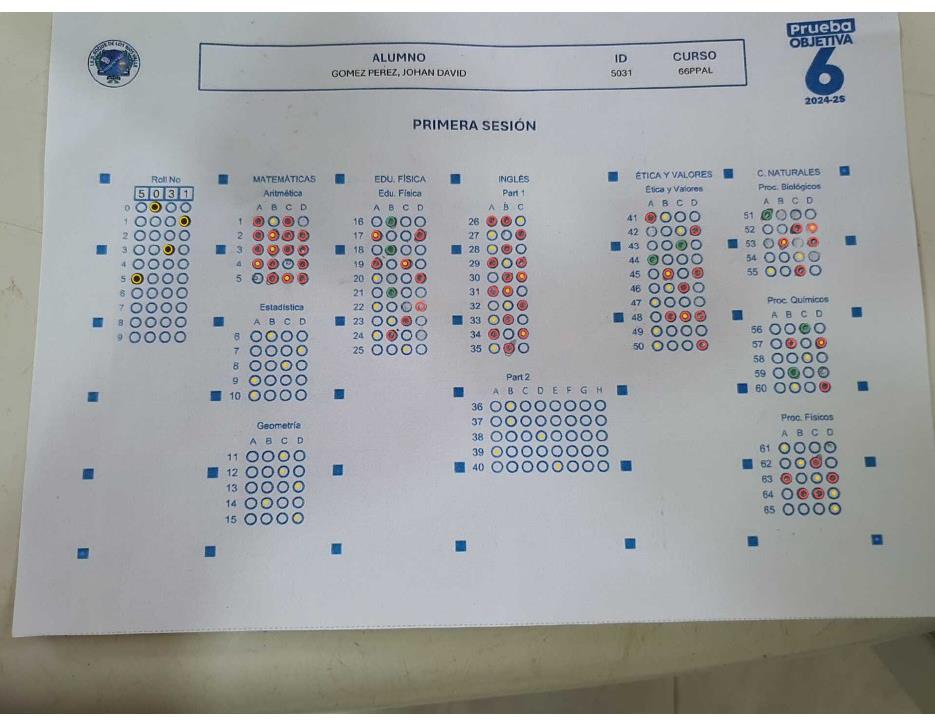 Prueba
OBJETIVA
6
2024-2S
ALUMNO ID CURSO
GOMEZ PEREZ, JOHAN DAVID 5031 66PPAL
PRIMERA SESIÓN
Roll No
5 0 3 1
0
1
2
3
4
5
6
7
8
9
MATEMÁTICAS
Aritmética
A B C D
1
2
3
4
5
Estadística
A B C D
6
7
8
9
10
Geometría
A B C D
11
12
13
14
15
EDU. FÍSICA
Edu. Física
A B C D
16
17
18
19
20
21
22
23
24
25
INGLÉS
Part 1
A B C
26
27
28
29
30
31
32
33
34
35
Part 2
A B C D E F G H
36
37
38
39
40
ÉTICA Y VALORES
Ética y Valores
A B C D
41
42
43
44
45
46
47
48
49
50
C. NATURALES
Proc. Biológicos
A B C D
51
52
53
54
55
Proc. Químicos
A B C D
56
57
58
59
60
Proc. Físicos
A B C D
61
62
63
64
65